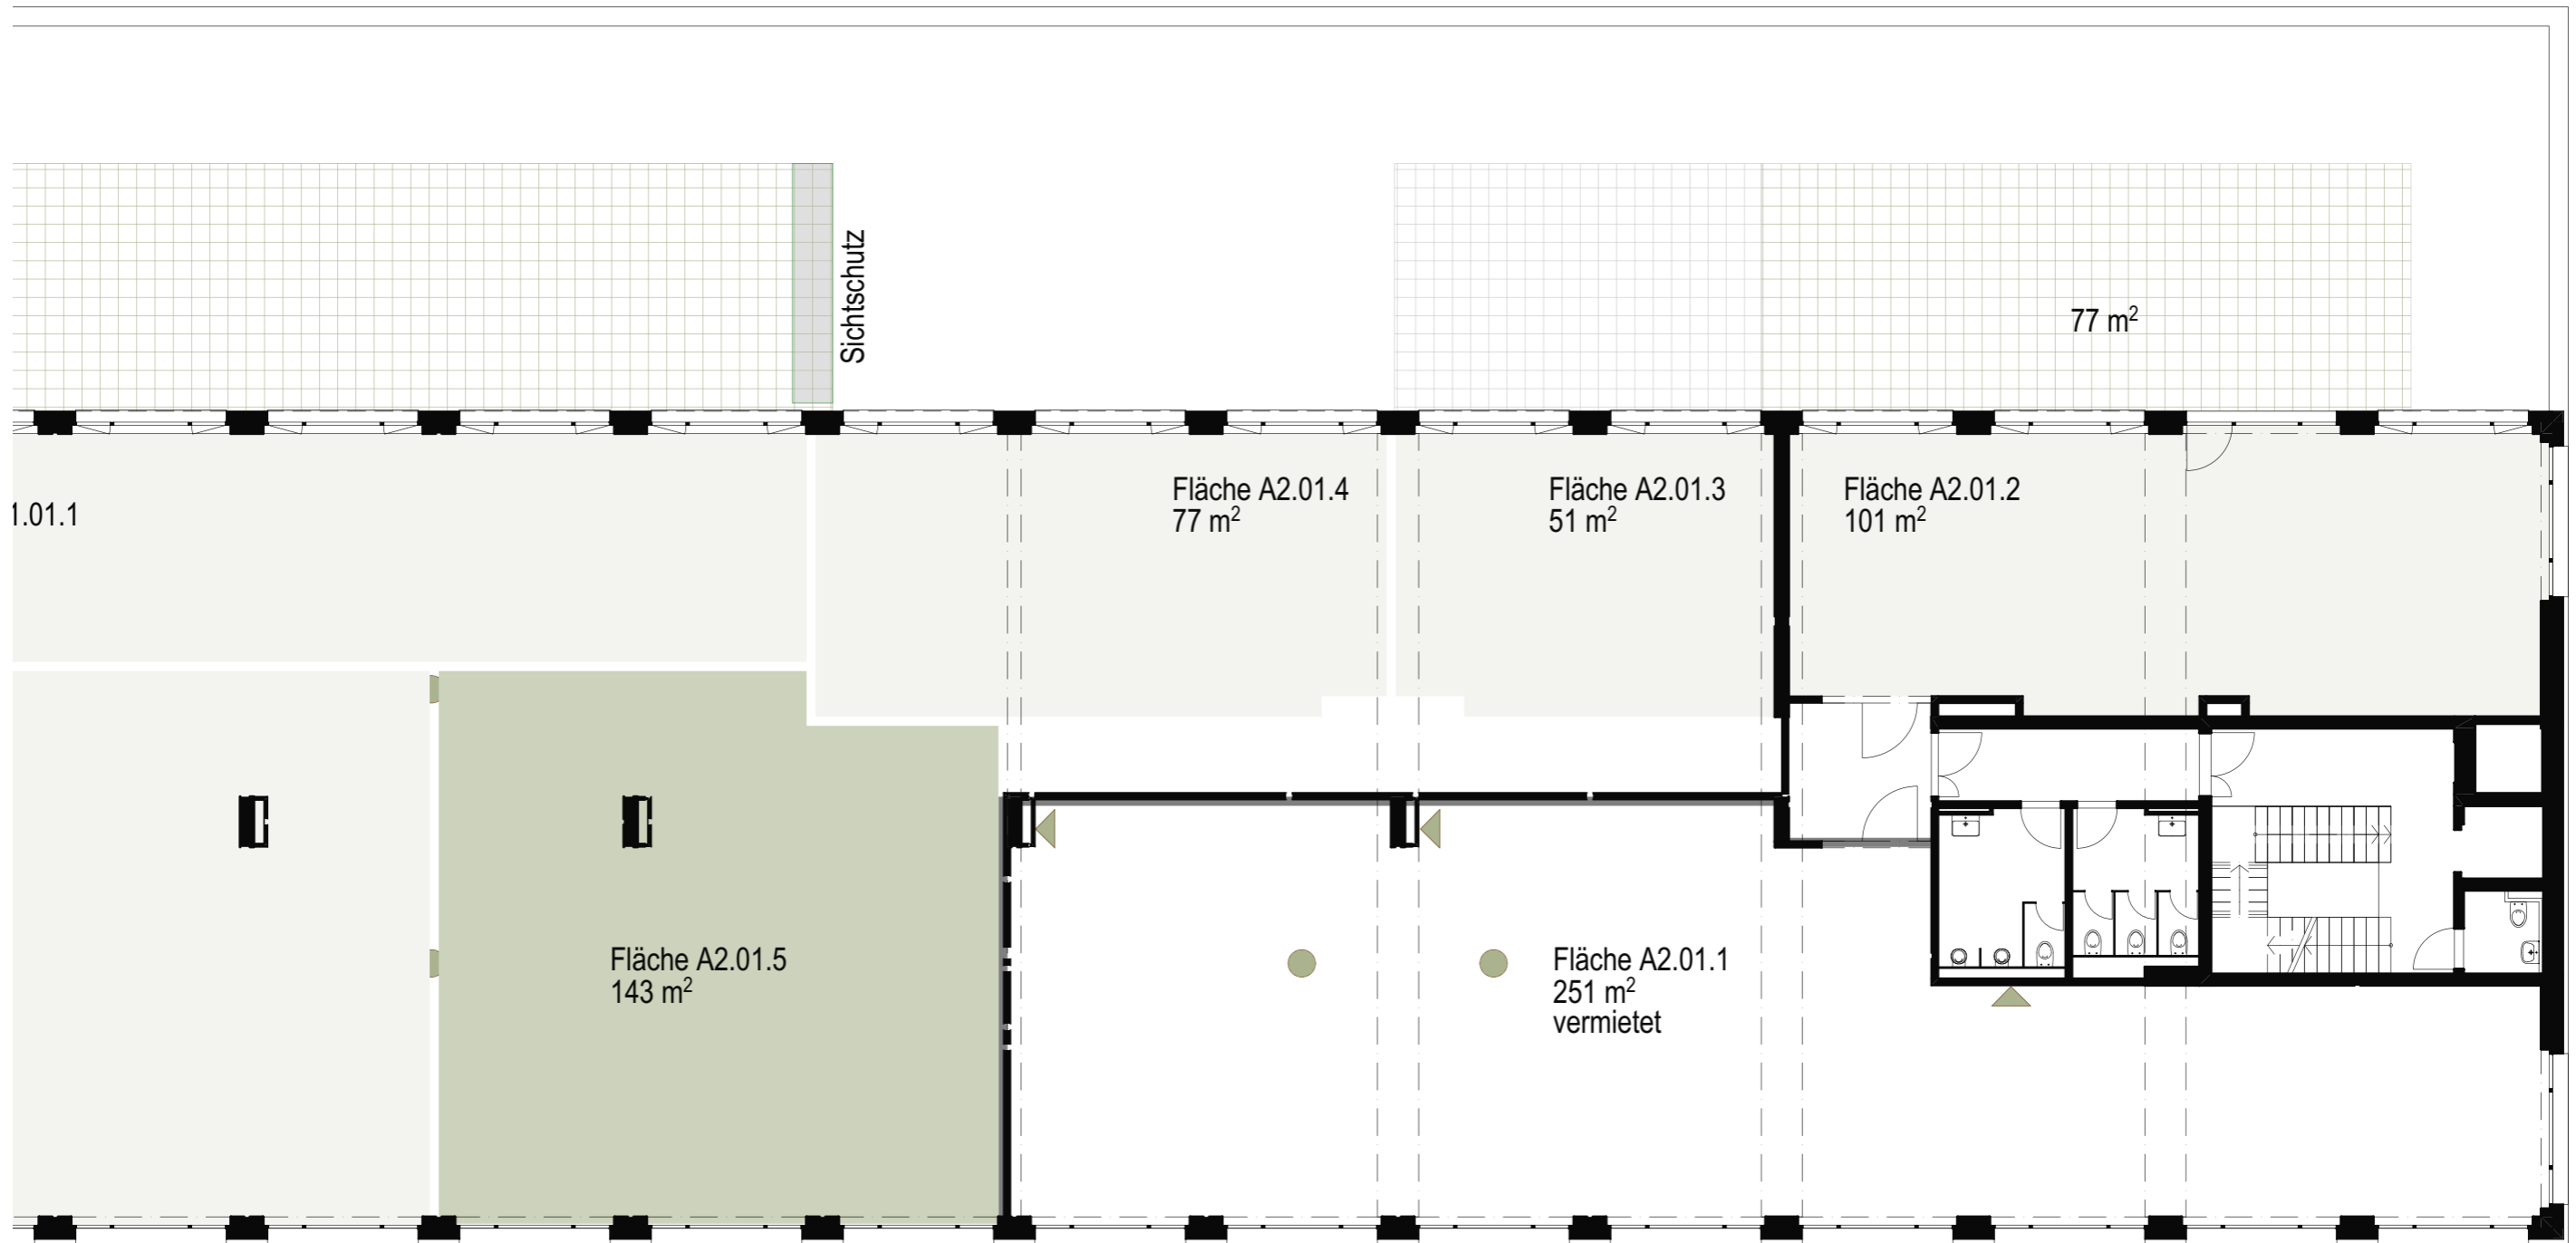 Sichtschutz
77 m²
1.01.1
Fläche A2.01.4
77 m²
Fläche A2.01.3
51 m²
Fläche A2.01.2
101 m²
Fläche A2.01.5
143 m²
Fläche A2.01.1
251 m²
vermietet